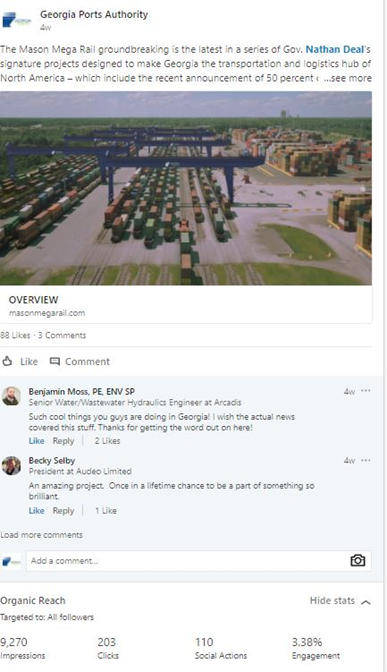 Georgia Ports Authority
4w
The Mason Mega Rail groundbreaking is the latest in a series of Gov. Nathan Deal's
signature projects designed to make Georgia the transportation and logistics hub of
North America – which include the recent announcement of 50 percent ...see more
OVERVIEW
masonmegarail.com
88 Likes · 3 Comments
Like Comment
Benjamin Moss, PE, ENV SP 4w
Senior Water/Wastewater Hydraulics Engineer at Arcadis
Such cool things you guys are doing in Georgia! I wish the actual news
covered this stuff. Thanks for getting the word out on here!
Like Reply 2 Likes
Becky Selby 4w
President at Audeo Limited
An amazing project. Once in a lifetime chance to be a part of something so
brilliant.
Like Reply 1 Like
Load more comments
Add a comment...
Organic Reach Hide stats
Targeted to: All followers
9,270 203 110 3.38%
Impressions Clicks Social Actions Engagement